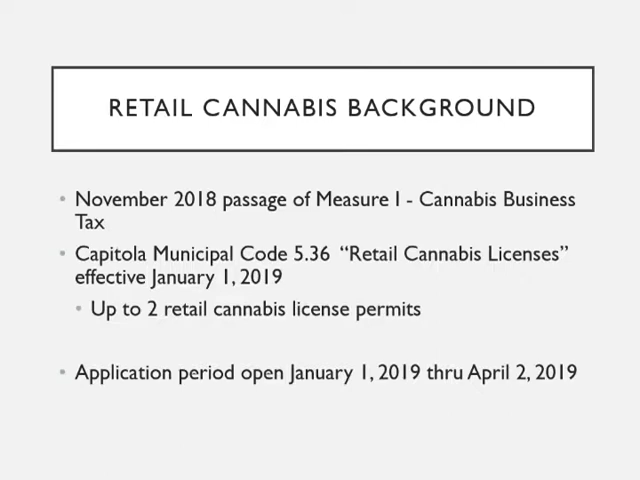 RETAIL CANNABIS BACKGROUND
• November 2018 passage of Measure I - Cannabis Business
Tax
• Capitola Municipal Code 5.36 “Retail Cannabis Licenses”
effective January 1, 2019
• Up to 2 retail cannabis license permits
• Application period open January 1, 2019 thru April 2, 2019